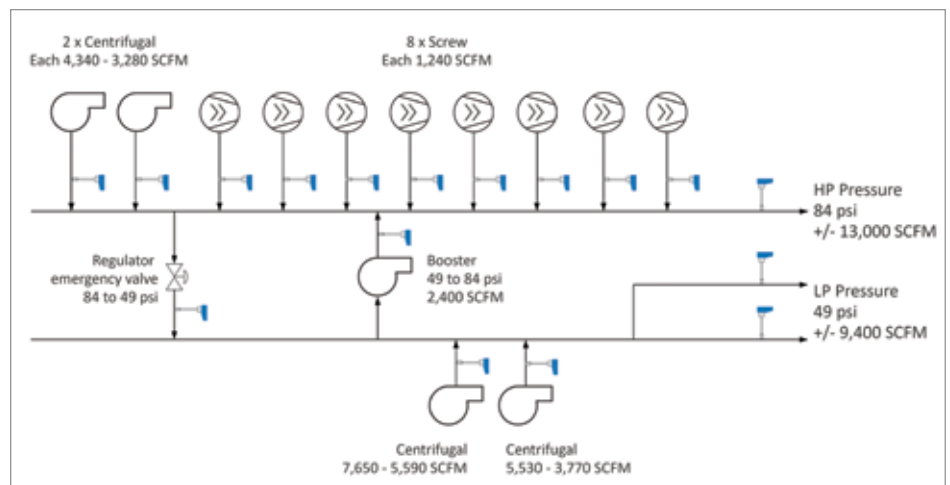 2 x Centrifugal
Each 4,340 - 3,280 SCFM
8 x Screw
Each 1,240 SCFM
HP Pressure
84 psi
+/- 13,000 SCFM
Regulator
emergency valve
84 to 49 psi
Booster
49 to 84 psi
2,400 SCFM
LP Pressure
49 psi
+/- 9,400 SCFM
Centrifugal
7,650 - 5,590 SCFM
Centrifugal
5,530 - 3,770 SCFM